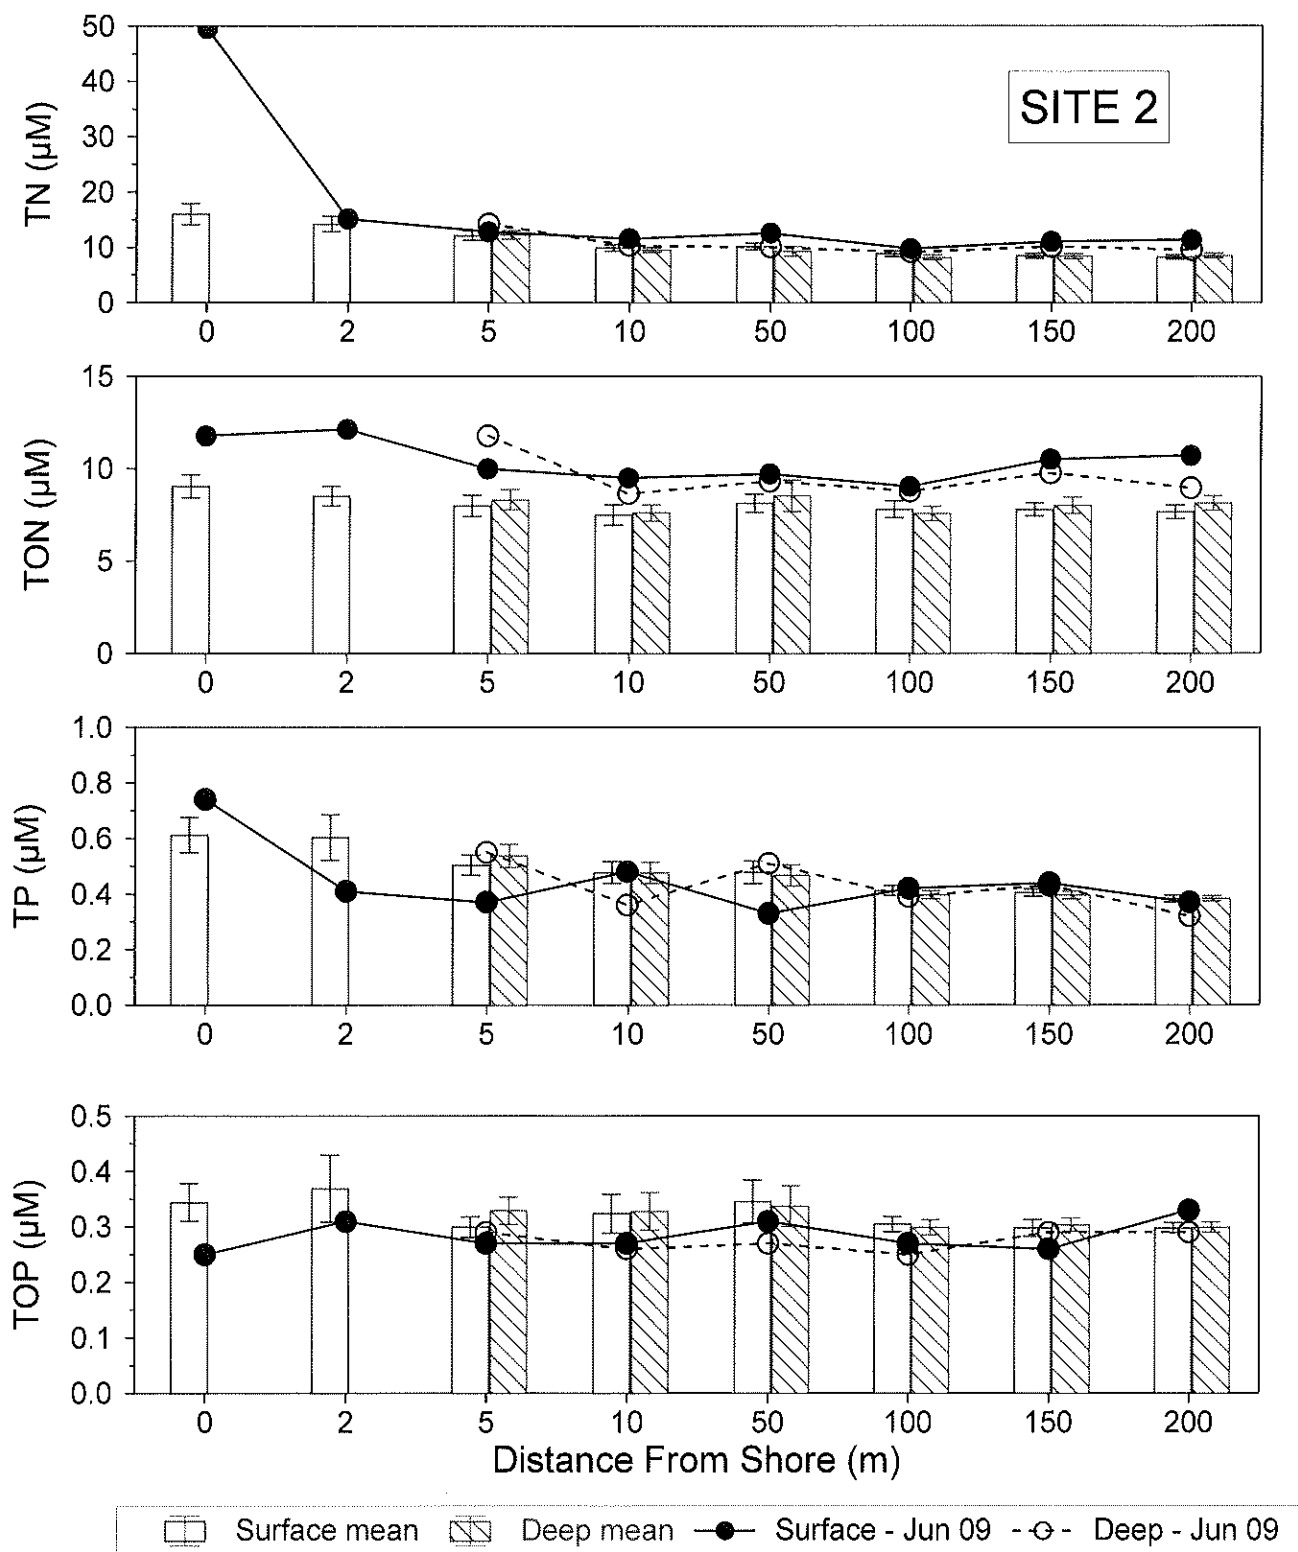 50
40
30
20
10
0
TN (µM)
SITE 2
0 2 5 10 50 100 150 200
15
10
5
0
TON (µM)
0 2 5 10 50 100 150 200
1.0
0.8
0.6
0.4
0.2
0.0
TP (µM)
0 2 5 10 50 100 150 200
0.5
0.4
0.3
0.2
0.1
0.0
TOP (µM)
0 2 5 10 50 100 150 200
Distance From Shore (m)
Surface mean Deep mean Surface - Jun 09 Deep - Jun 09